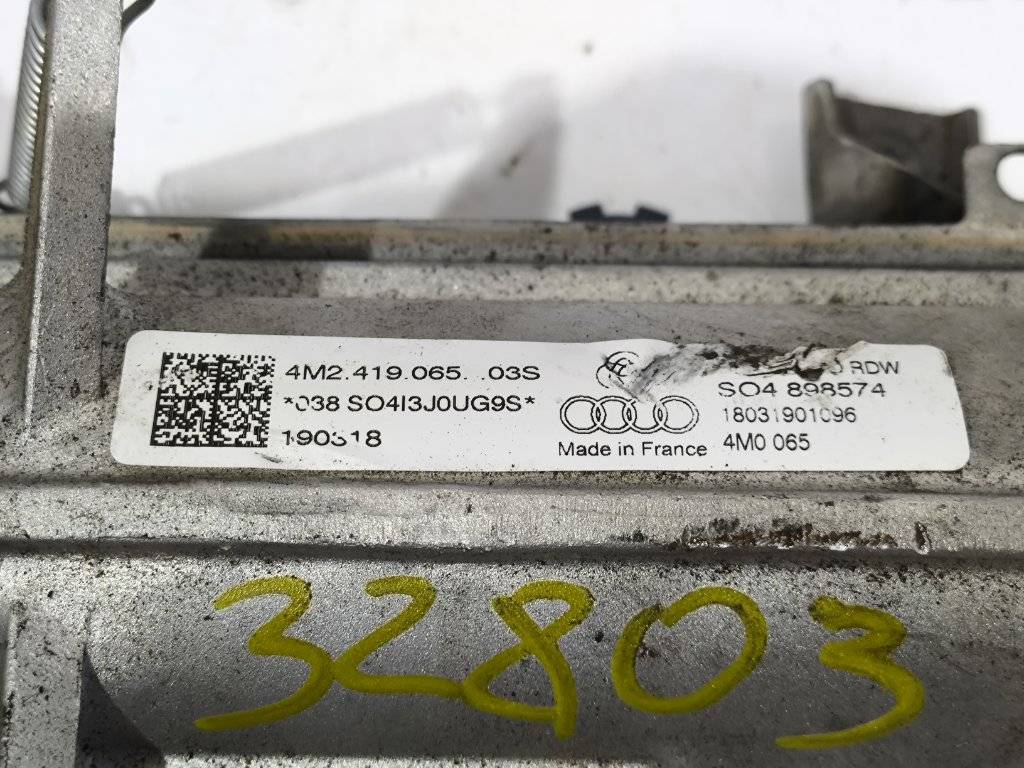 4M2.419.065. .03S
*038 SO4I3J0UG9S*
190318
Made in France
RDW
SO4 898574
18031901096
4M0 065
32803